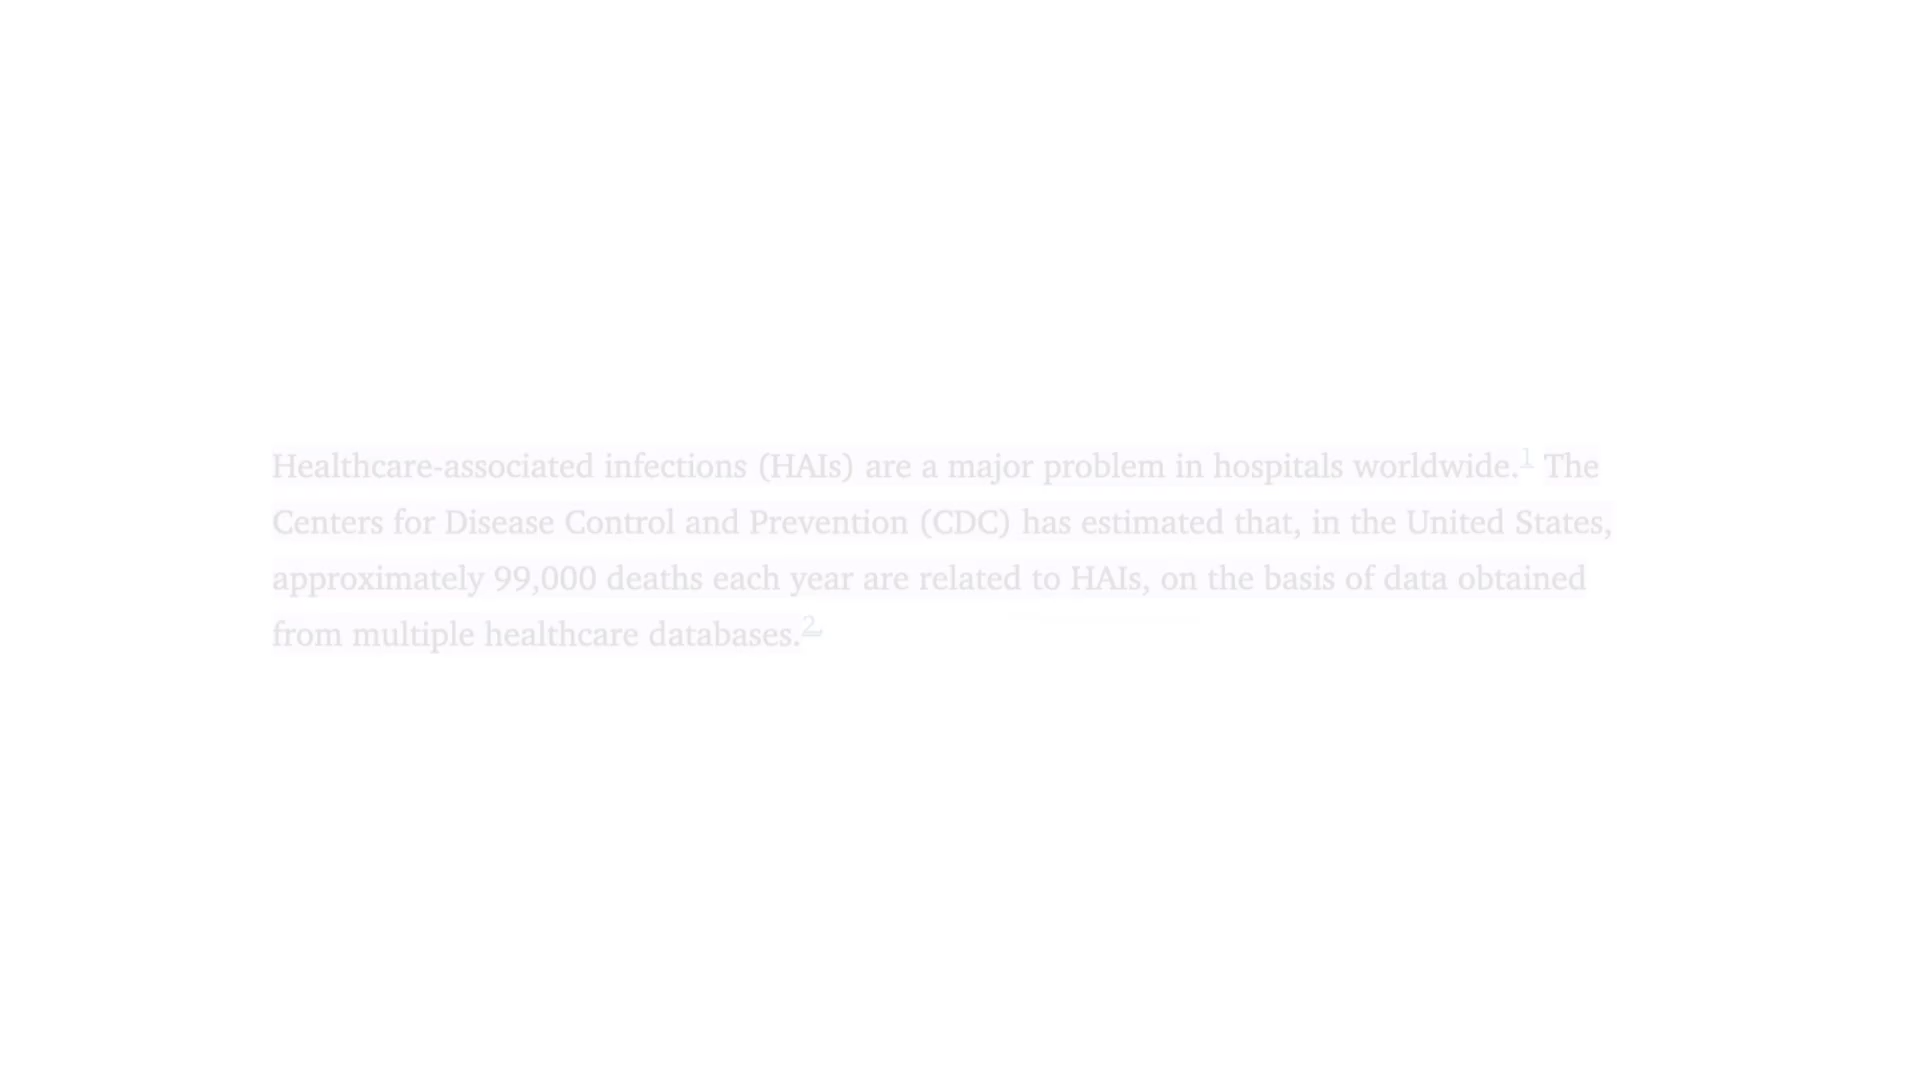 Healthcare-associated infections (HAIs) are a major problem in hospitals worldwide.1 The
Centers for Disease Control and Prevention (CDC) has estimated that, in the United States,
approximately 99,000 deaths each year are related to HAIs, on the basis of data obtained
from multiple healthcare databases.2